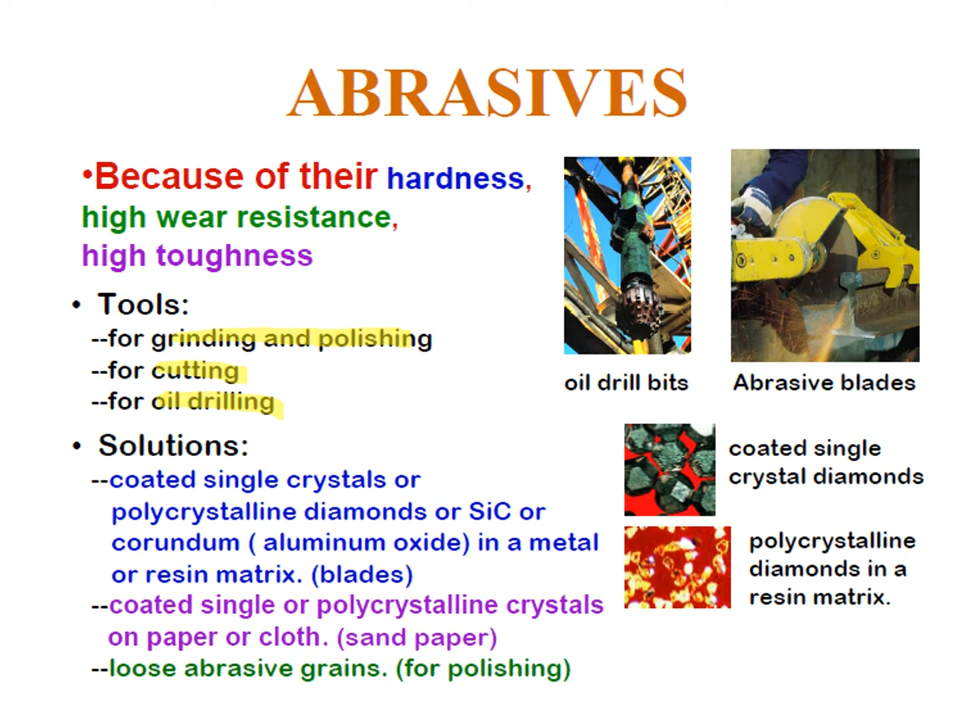 ABRASIVES
•Because of their hardness,
high wear resistance,
high toughness
• Tools:
--for grinding and polishing
--for cutting
--for oil drilling
• Solutions:
--coated single crystals or
polycrystalline diamonds or SiC or
corundum ( aluminum oxide) in a metal
or resin matrix. (blades)
--coated single or polycrystalline crystals
on paper or cloth. (sand paper)
--loose abrasive grains. (for polishing)
oil drill bits
Abrasive blades
coated single
crystal diamonds
polycrystalline
diamonds in a
resin matrix.